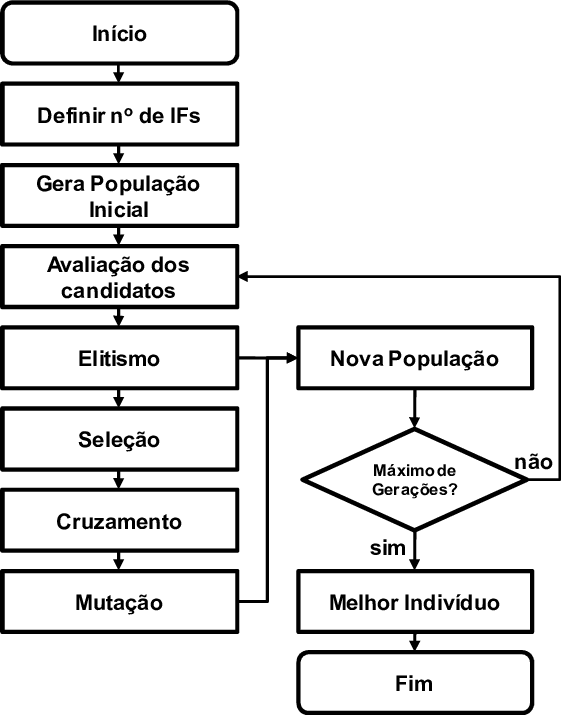 Início
Definir nº de IFs
Gera População
Inicial
Avaliação dos
candidatos
Elitismo
Seleção
Cruzamento
Mutação
Nova População
Máximo de
Gerações?
não
sim
Melhor Indivíduo
Fim